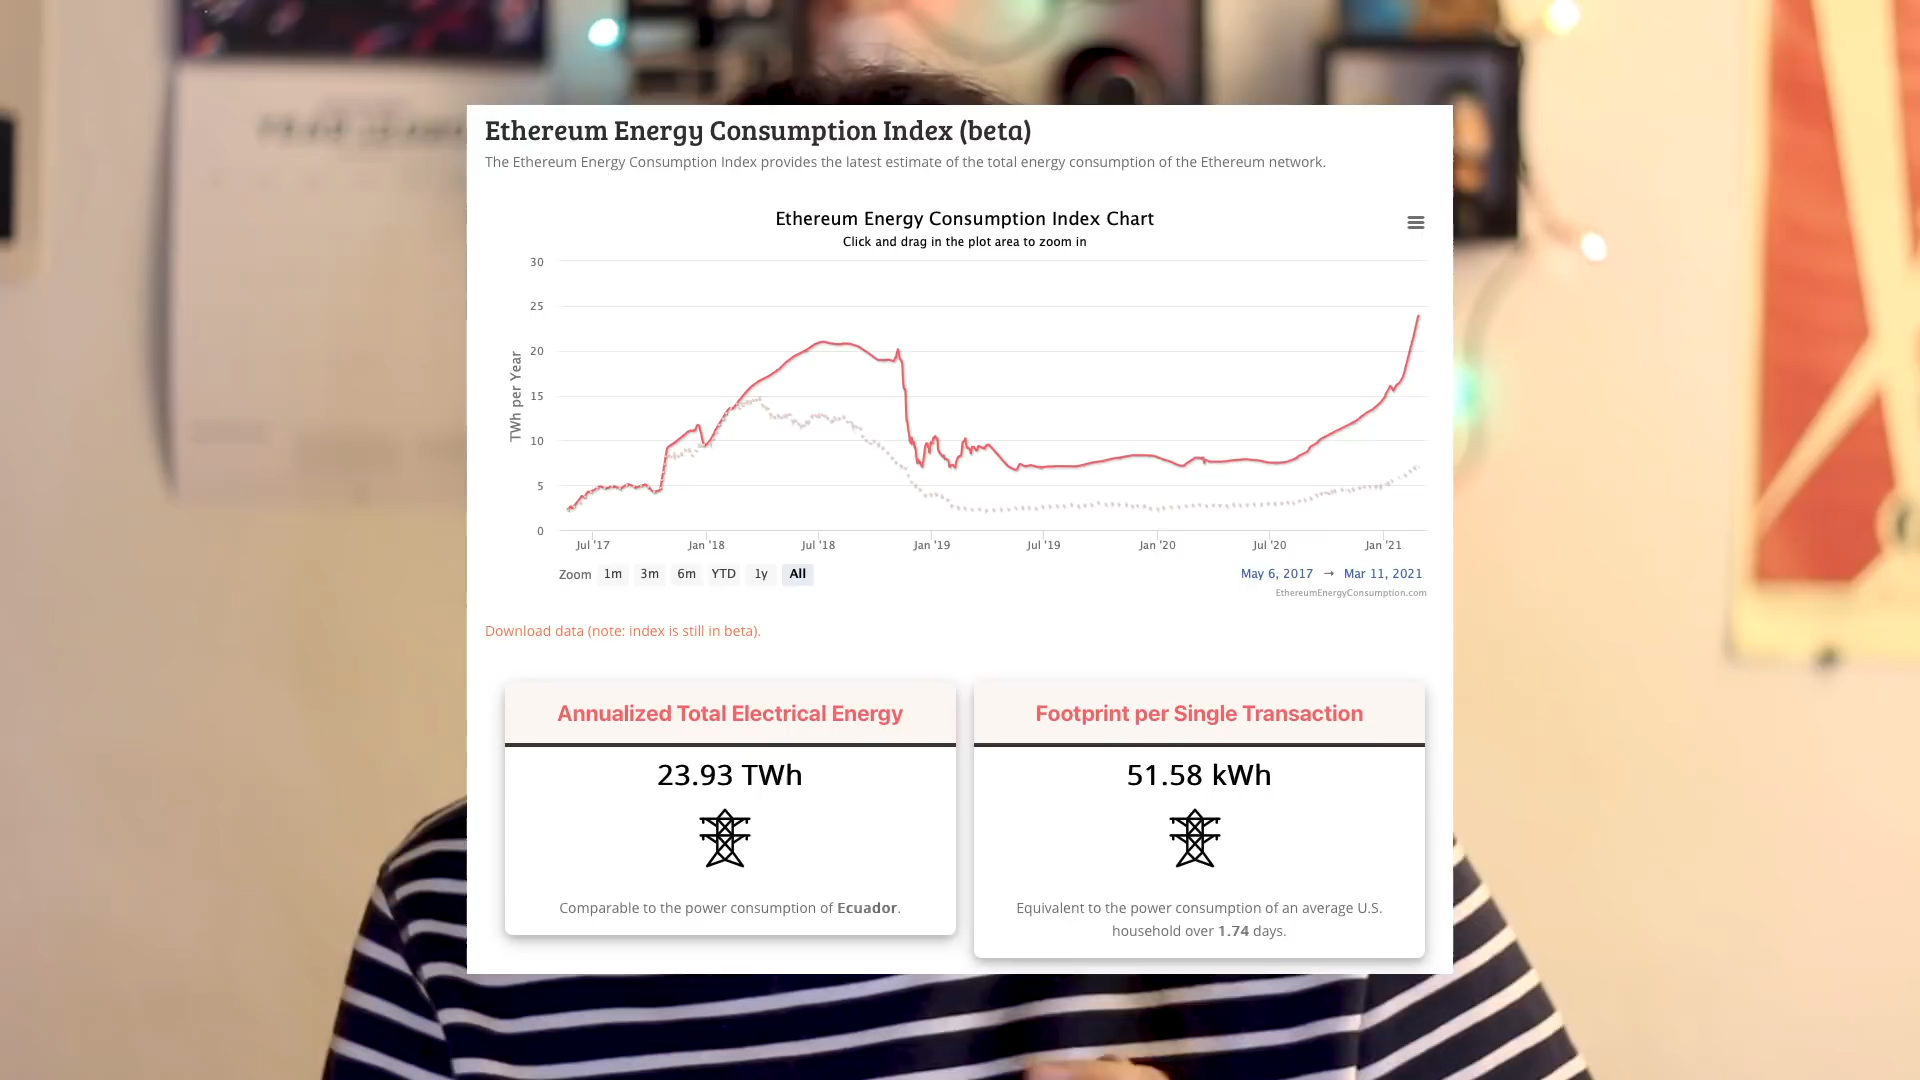 Ethereum Energy Consumption Index (beta)
The Ethereum Energy Consumption Index provides the latest estimate of the total energy consumption of the Ethereum network.
Ethereum Energy Consumption Index Chart
Click and drag in the plot area to zoom in
30
25
20
15
10
5
0
TWh per Year
Jul '17
Jan '18
Jul '18
Jan '19
Jul '19
Jan '20
Jul '20
Jan '21
Zoom 1m 3m 6m YTD 1y All
May 6, 2017 → Mar 11, 2021
EthereumEnergyConsumption.com
Download data (note: index is still in beta).
Annualized Total Electrical Energy
23.93 TWh
Comparable to the power consumption of Ecuador.
Footprint per Single Transaction
51.58 kWh
Equivalent to the power consumption of an average U.S.
household over 1.74 days.